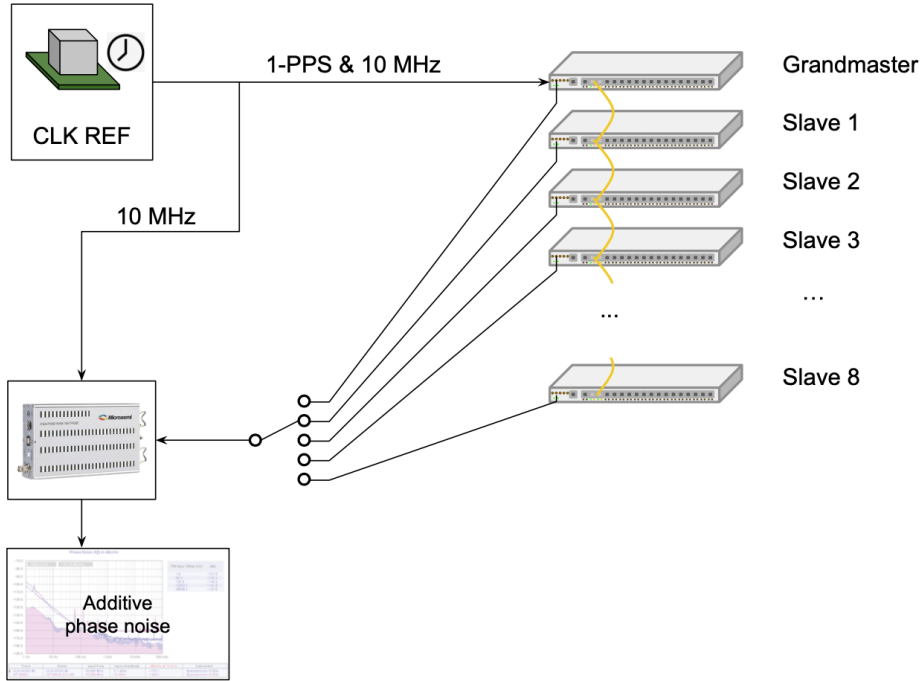 CLK REF
1-PPS & 10 MHz
10 MHz
Grandmaster
Slave 1
Slave 2
Slave 3
...
...
Slave 8
Microsemi
Additive
phase noise